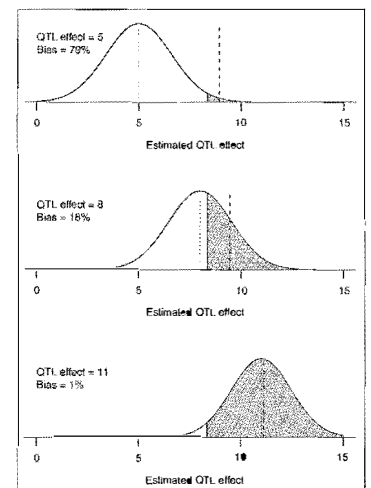 QTL effect = 5
Bias = 79%
0 5 10 15
Estimated QTL effect
QTL effect = 8
Bias = 18%
0 5 10 15
Estimated QTL effect
QTL effect = 11
Bias = 1%
0 5 10 15
Estimated QTL effect